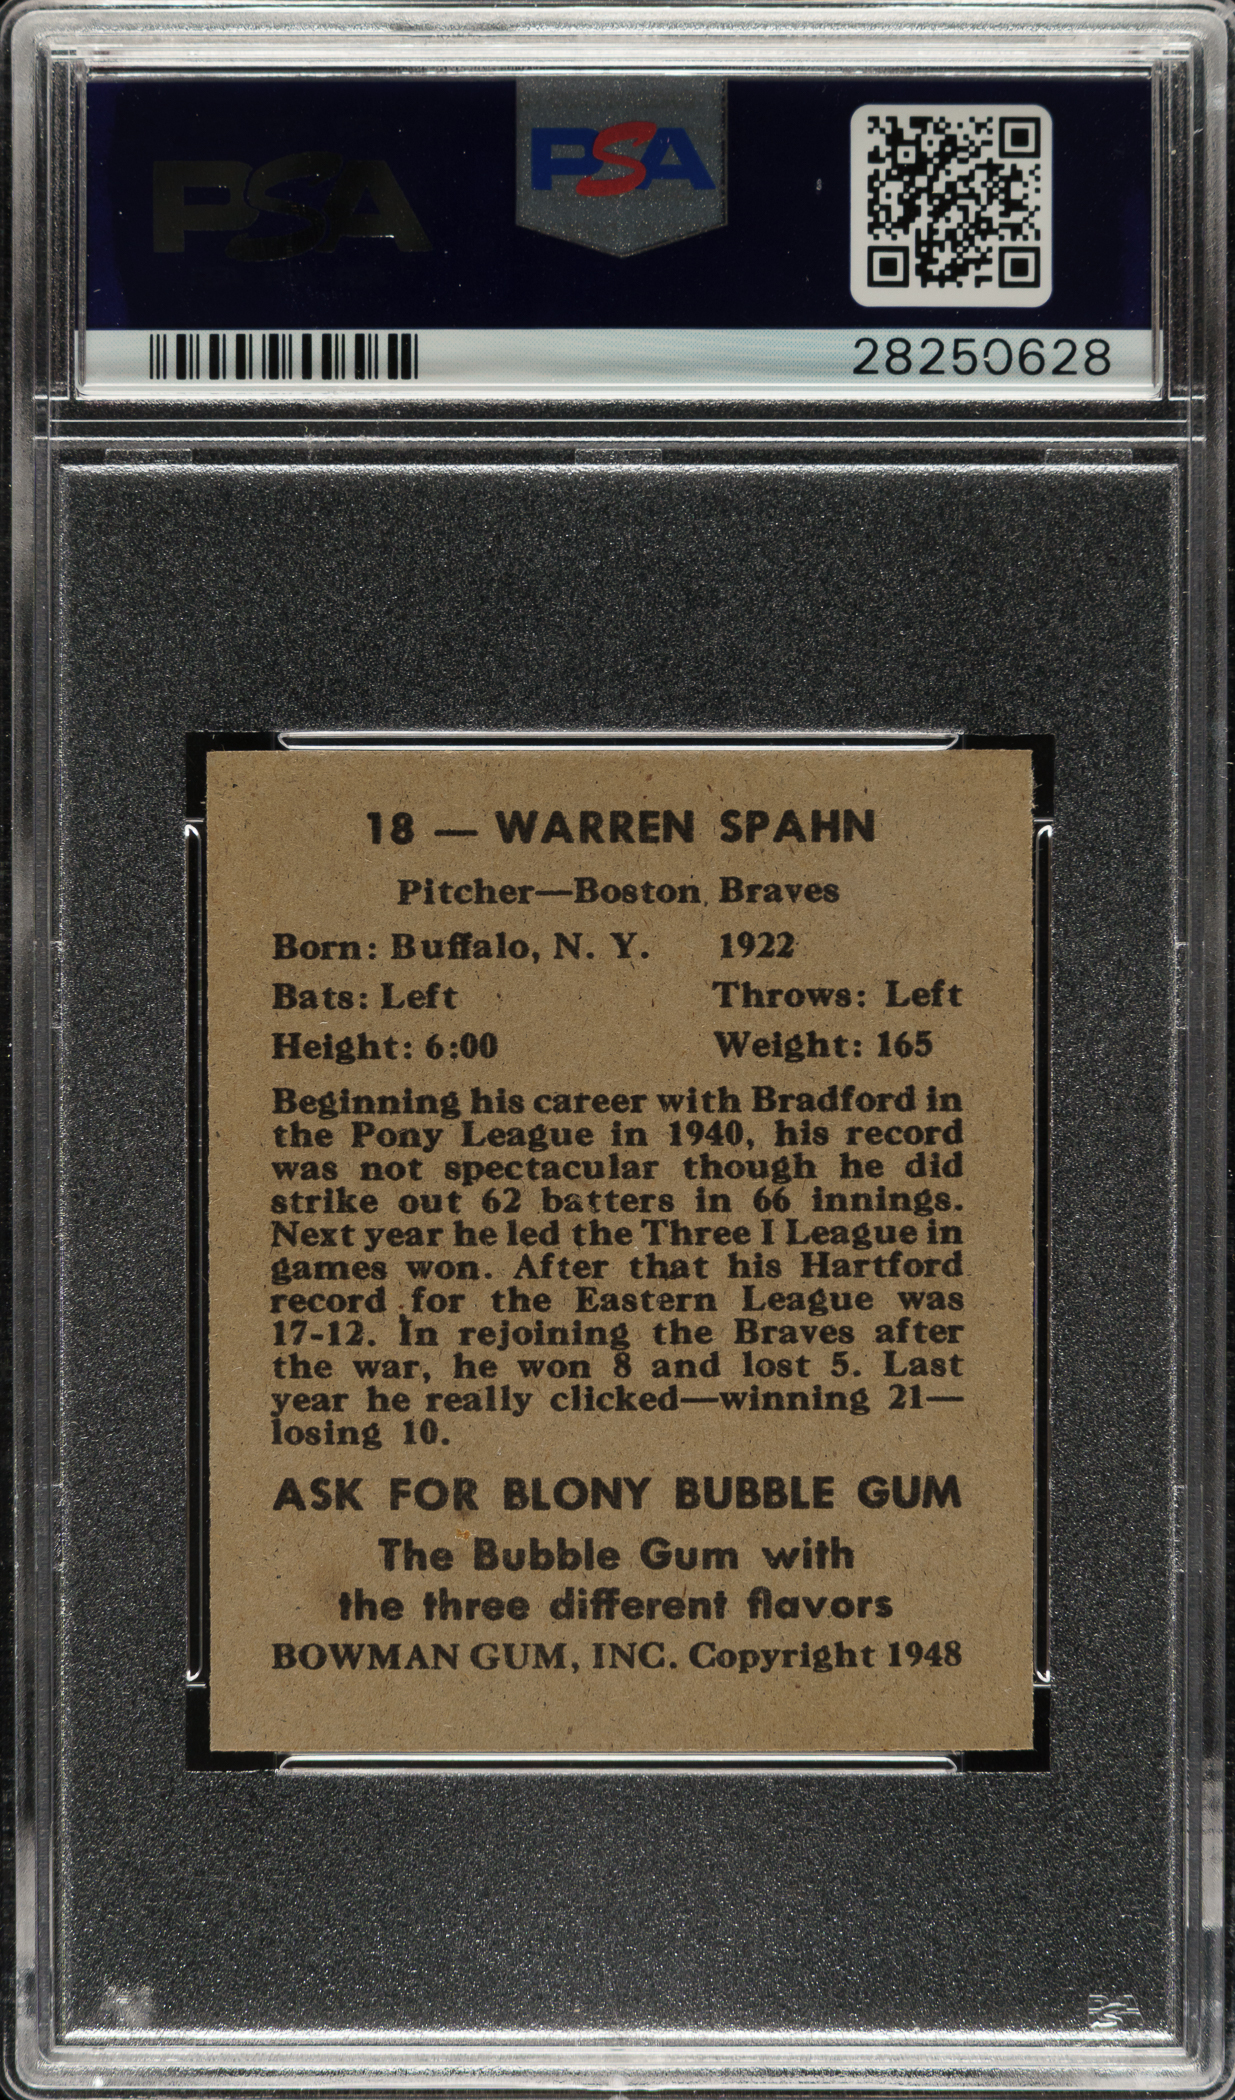 PSA
PSA
28250628
18 — WARREN SPAHN
Pitcher—Boston Braves
Born: Buffalo, N. Y. 1922
Bats: Left Throws: Left
Height: 6:00 Weight: 165
Beginning his career with Bradford in
the Pony League in 1940, his record
was not spectacular though he did
strike out 62 batters in 66 innings.
Next year he led the Three I League in
games won. After that his Hartford
record for the Eastern League was
17-12. In rejoining the Braves after
the war, he won 8 and lost 5. Last
year he really clicked—winning 21—
losing 10.
ASK FOR BLONY BUBBLE GUM
The Bubble Gum with
the three different flavors
BOWMAN GUM, INC. Copyright 1948
PSA